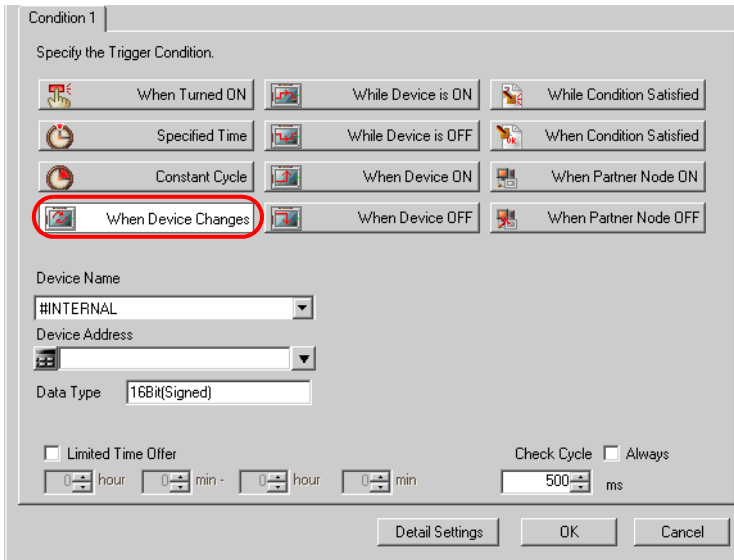 Condition 1
Specify the Trigger Condition.
When Turned ON While Device is ON While Condition Satisfied
Specified Time While Device is OFF When Condition Satisfied
OK
Constant Cycle When Device ON When Partner Node ON
When Device Changes When Device OFF When Partner Node OFF
Device Name
#INTERNAL
Device Address
Data Type 16Bit(Signed)
Limited Time Offer Check Cycle Always
0 hour 0 min - 0 hour 0 min 500 ms
Detail Settings OK Cancel